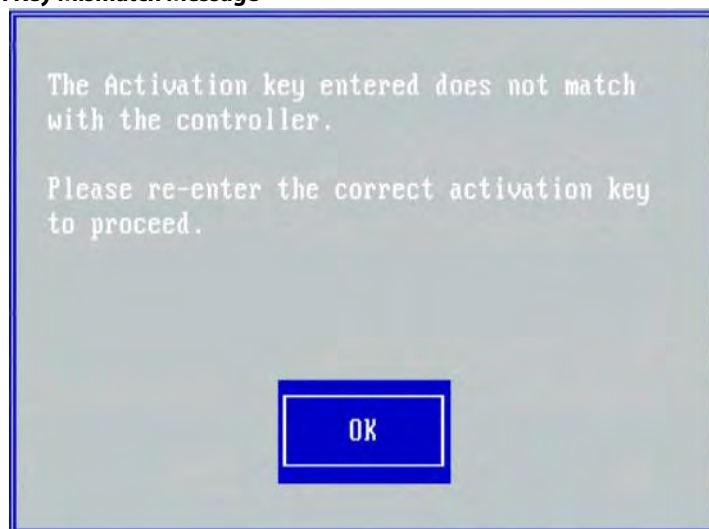 Key Mismatch Message
The Activation key entered does not match
with the controller.
Please re-enter the correct activation key
to proceed.
OK